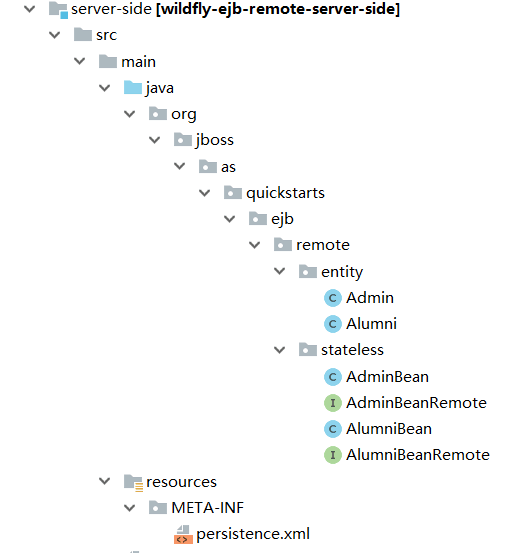 server-side [wildfly-ejb-remote-server-side]
src
main
java
org
jboss
as
quickstarts
ejb
remote
entity
C Admin
C Alumni
stateless
C AdminBean
I AdminBeanRemote
C AlumniBean
I AlumniBeanRemote
resources
META-INF
persistence.xml